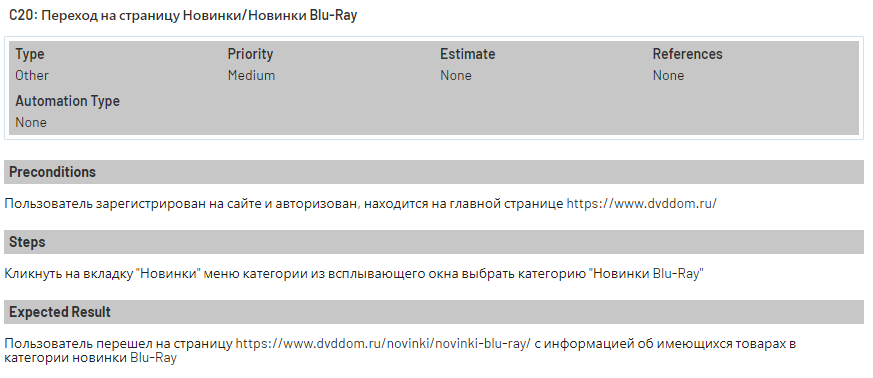 C20: Переход на страницу Новинки/Новинки Blu-Ray
Type Priority Estimate References
Other Medium None None
Automation Type
None
Preconditions
Пользователь зарегистрирован на сайте и авторизован, находится на главной странице https://www.dvddom.ru/
Steps
Кликнуть на вкладку "Новинки" меню категории из всплывающего окна выбрать категорию "Новинки Blu-Ray"
Expected Result
Пользователь перешел на страницу https://www.dvddom.ru/novinki/novinki-blu-ray/ с информацией об имеющихся товарах в
категории новинки Blu-Ray